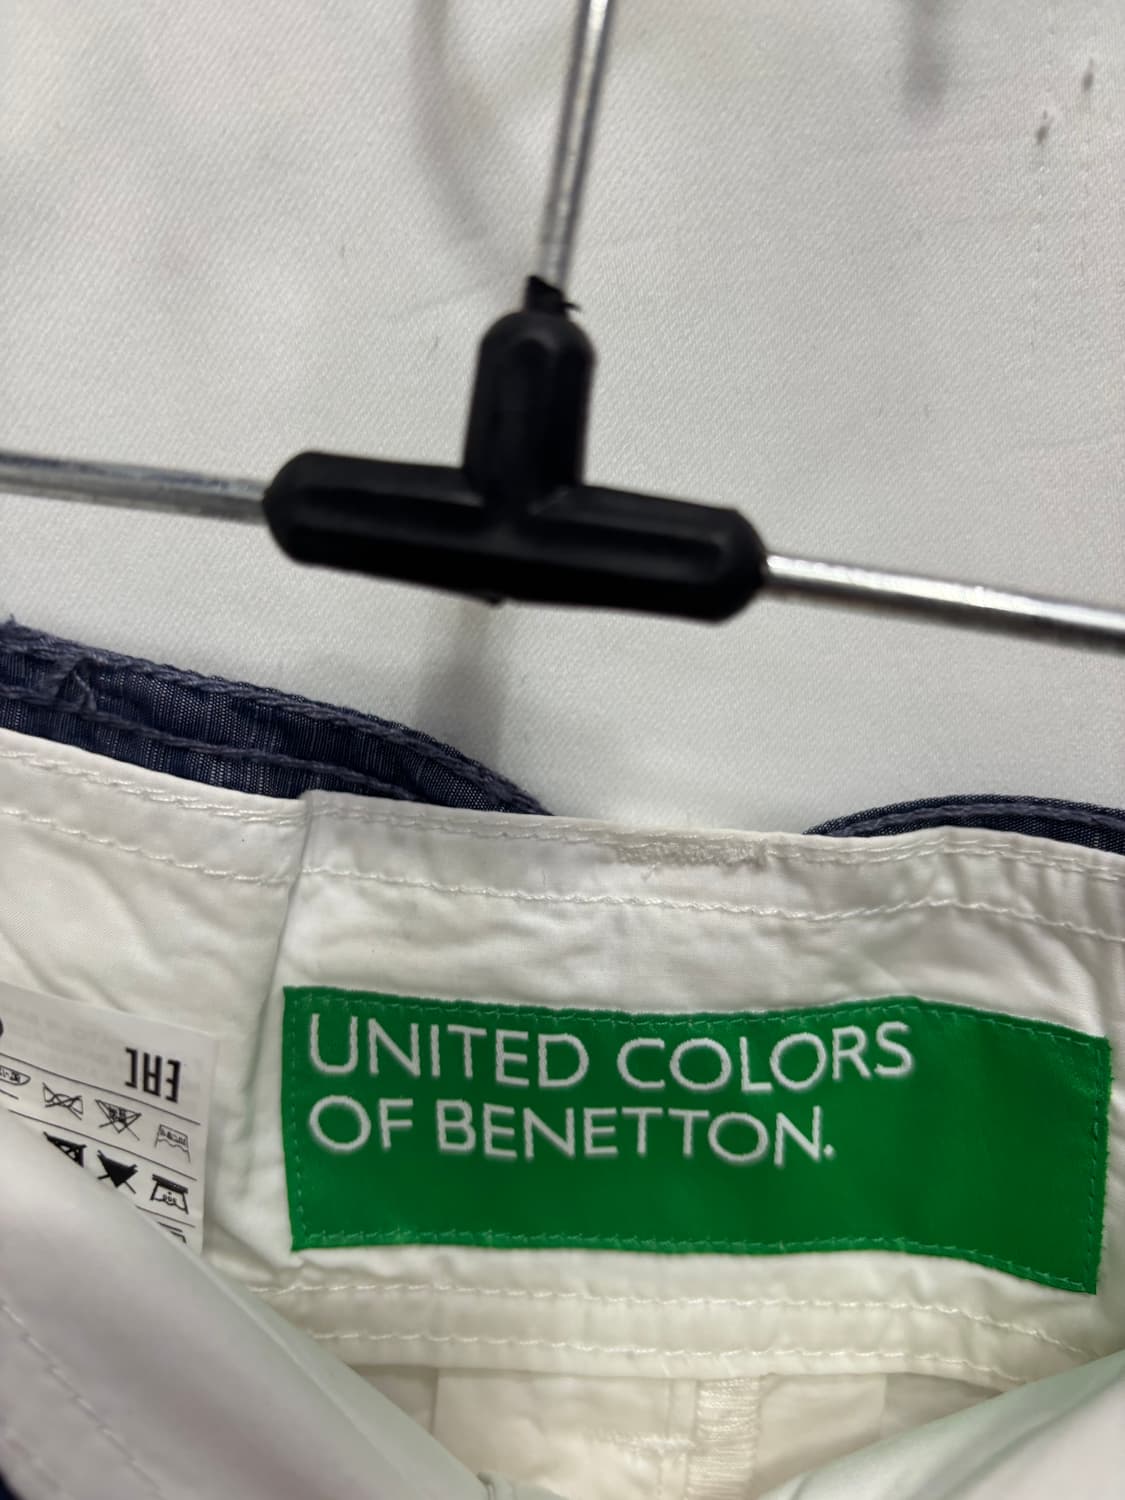 UNITED COLORS
OF BENETTON.
EAC